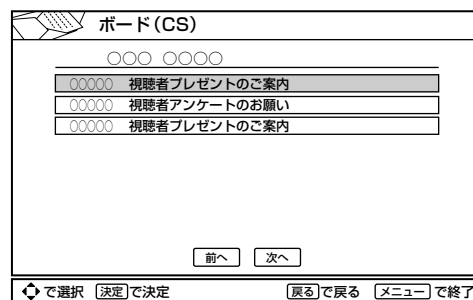 ボード(CS)
○○○ ○○○○
○○○○○ 視聴者プレゼントのご案内
○○○○○ 視聴者アンケートのお願い
○○○○○ 視聴者プレゼントのご案内
前へ 次へ
で選択 決定で決定 戻るで戻る メニューで終了